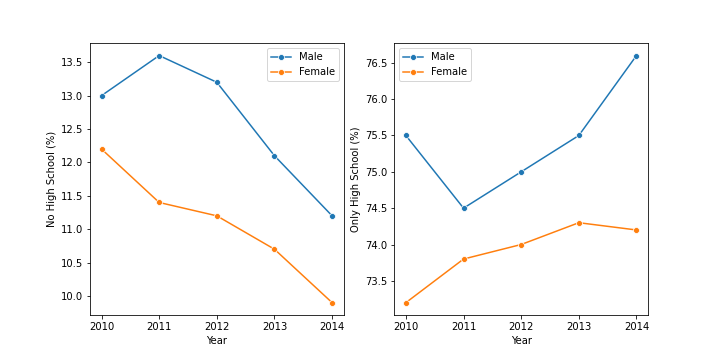 No High School (%)
13.5
13.0
12.5
12.0
11.5
11.0
10.5
10.0
2010 2011 2012 2013 2014
Year
Male
Female
Only High School (%)
76.5
76.0
75.5
75.0
74.5
74.0
73.5
2010 2011 2012 2013 2014
Year
Male
Female